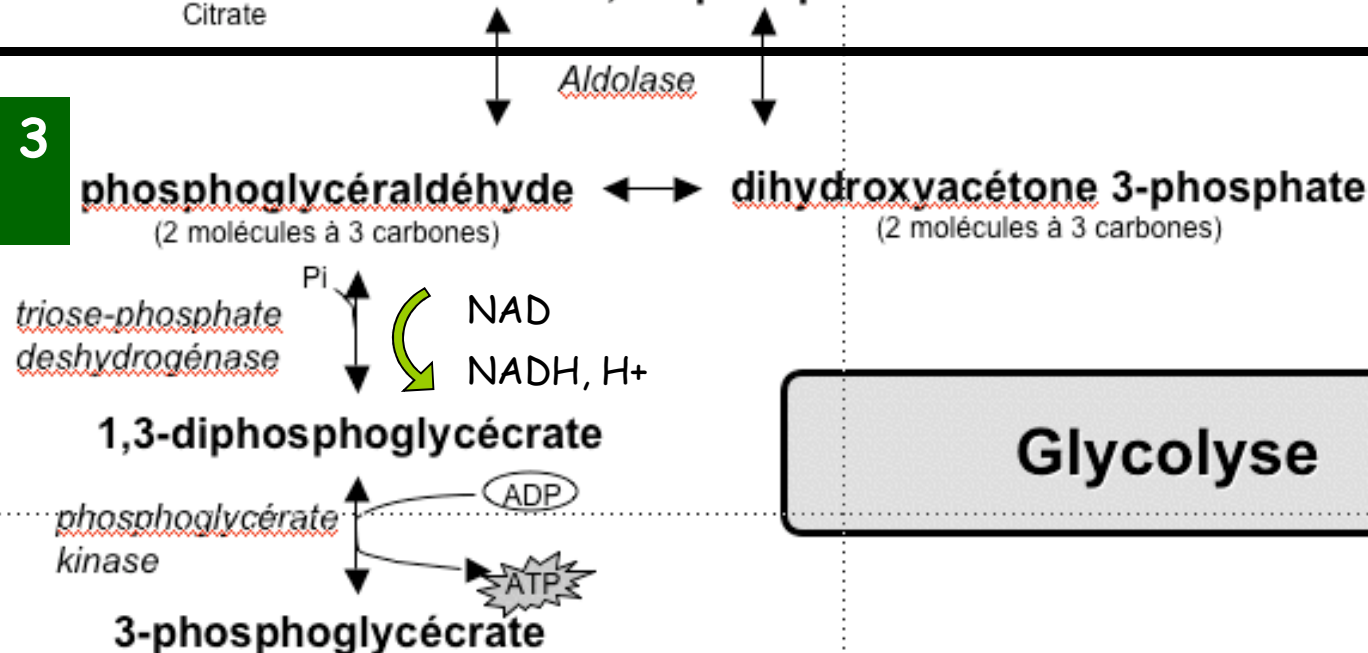 Citrate
Aldolase
3
phosphoglycéraldéhyde
dihydroxyacétone 3-phosphate
(2 molécules à 3 carbones)
(2 molécules à 3 carbones)
Pi
NAD
triose-phosphate
deshydrogénase
NADH, H+
1,3-diphosphoglycécrate
Glycolyse
ADP
phosphoglycérate
kinase
ATP
3-phosphoglycécrate